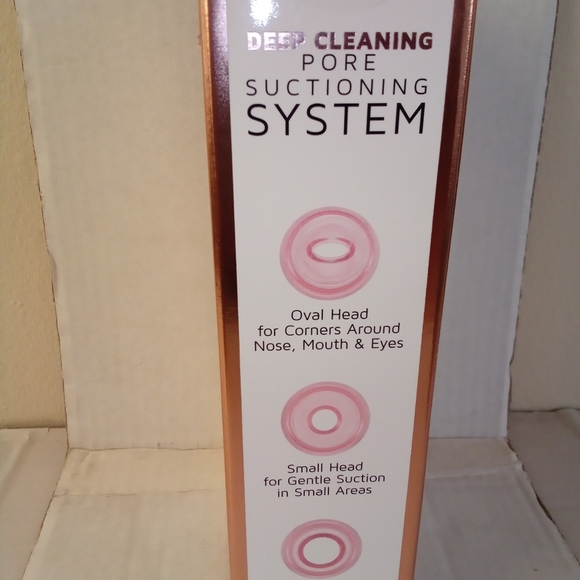 DEEP CLEANING
PORE
SUCTIONING
SYSTEM
Oval Head
for Corners Around
Nose, Mouth & Eyes
Small Head
for Gentle Suction
in Small Areas